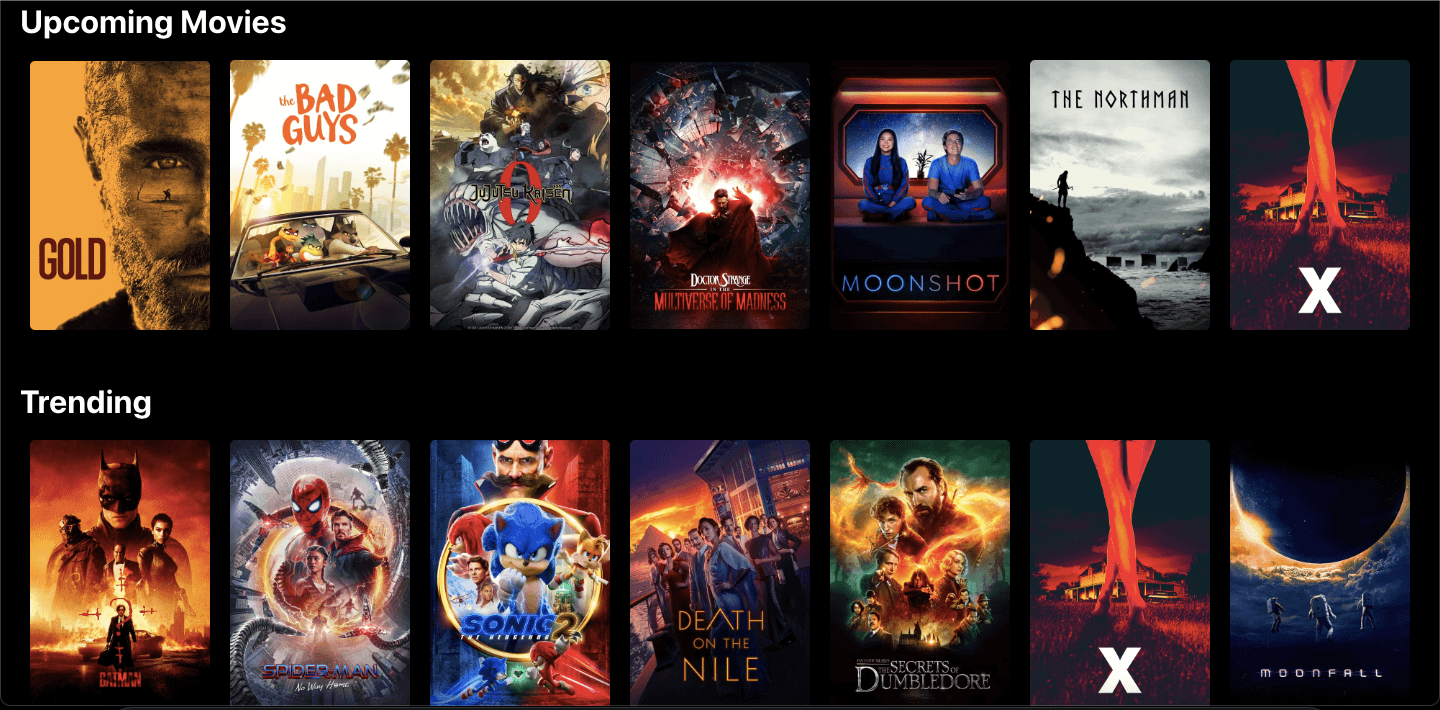 Upcoming Movies
GOLD
the BAD
GUYS
JUJUTSU KAISEN
0
DOCTOR STRANGE
IN THE
MULTIVERSE OF MADNESS
MOONSHOT
THE NORTHMAN
X
Trending
THE
BATMAN
SPIDER-MAN
No Way Home
SONIC 2
THE HEDGEHOG
DEATH
ON THE
NILE
FANTASTIC BEASTS
THE SECRETS OF
DUMBLEDORE
X
MOONFALL